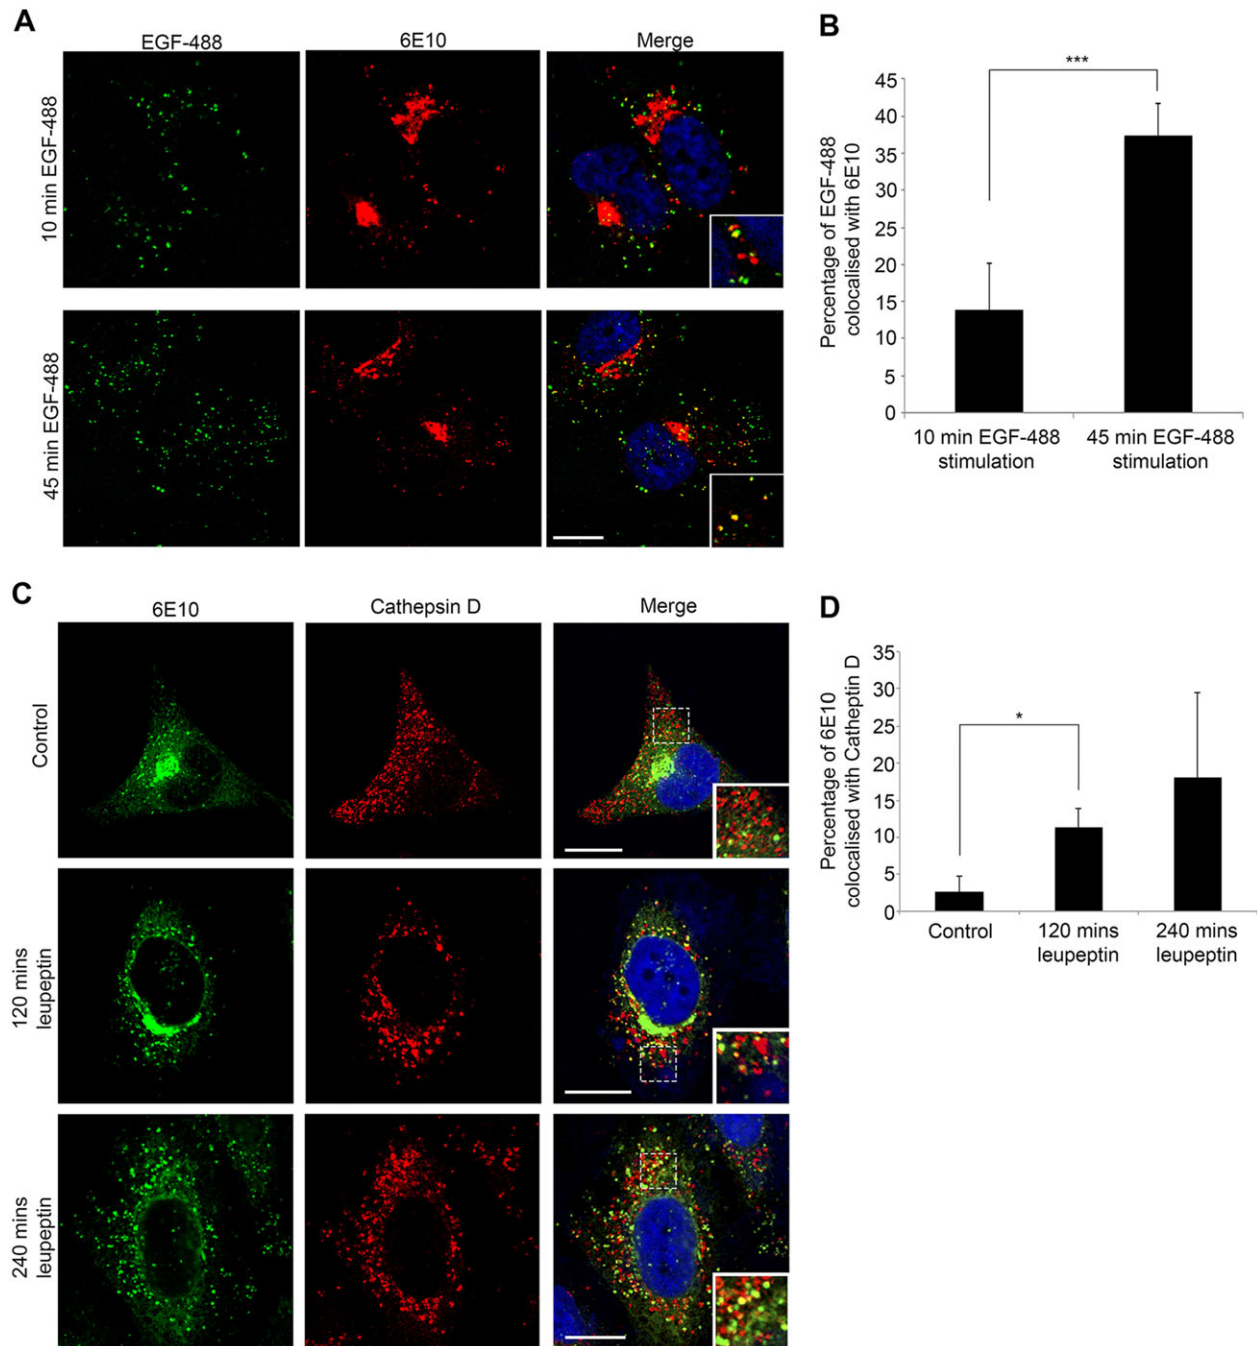 A
EGF-488
6E10
Merge
10 min EGF-488
45 min EGF-488
B
***
Percentage of EGF-488
colocalised with 6E10
45
40
35
30
25
20
15
10
5
0
10 min EGF-488
stimulation
45 min EGF-488
stimulation
C
6E10
Cathepsin D
Merge
Control
120 mins
leupeptin
240 mins
leupeptin
D
*
Percentage of 6E10
colocalised with Catheptin D
35
30
25
20
15
10
5
0
Control
120 mins
leupeptin
240 mins
leupeptin